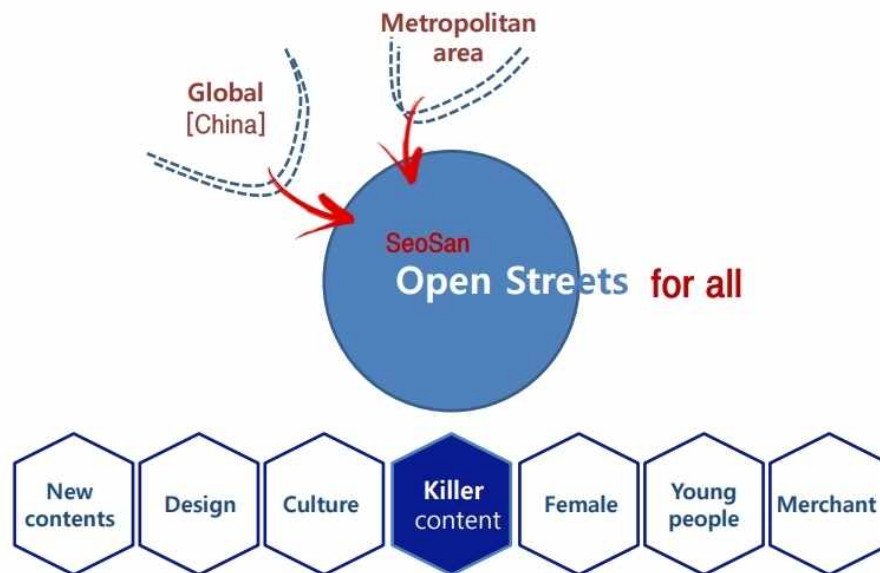 Metropolitan
area
Global
[China]
SeoSan
Open Streets for all
New
contents
Design
Culture
Killer
content
Female
Young
people
Merchant